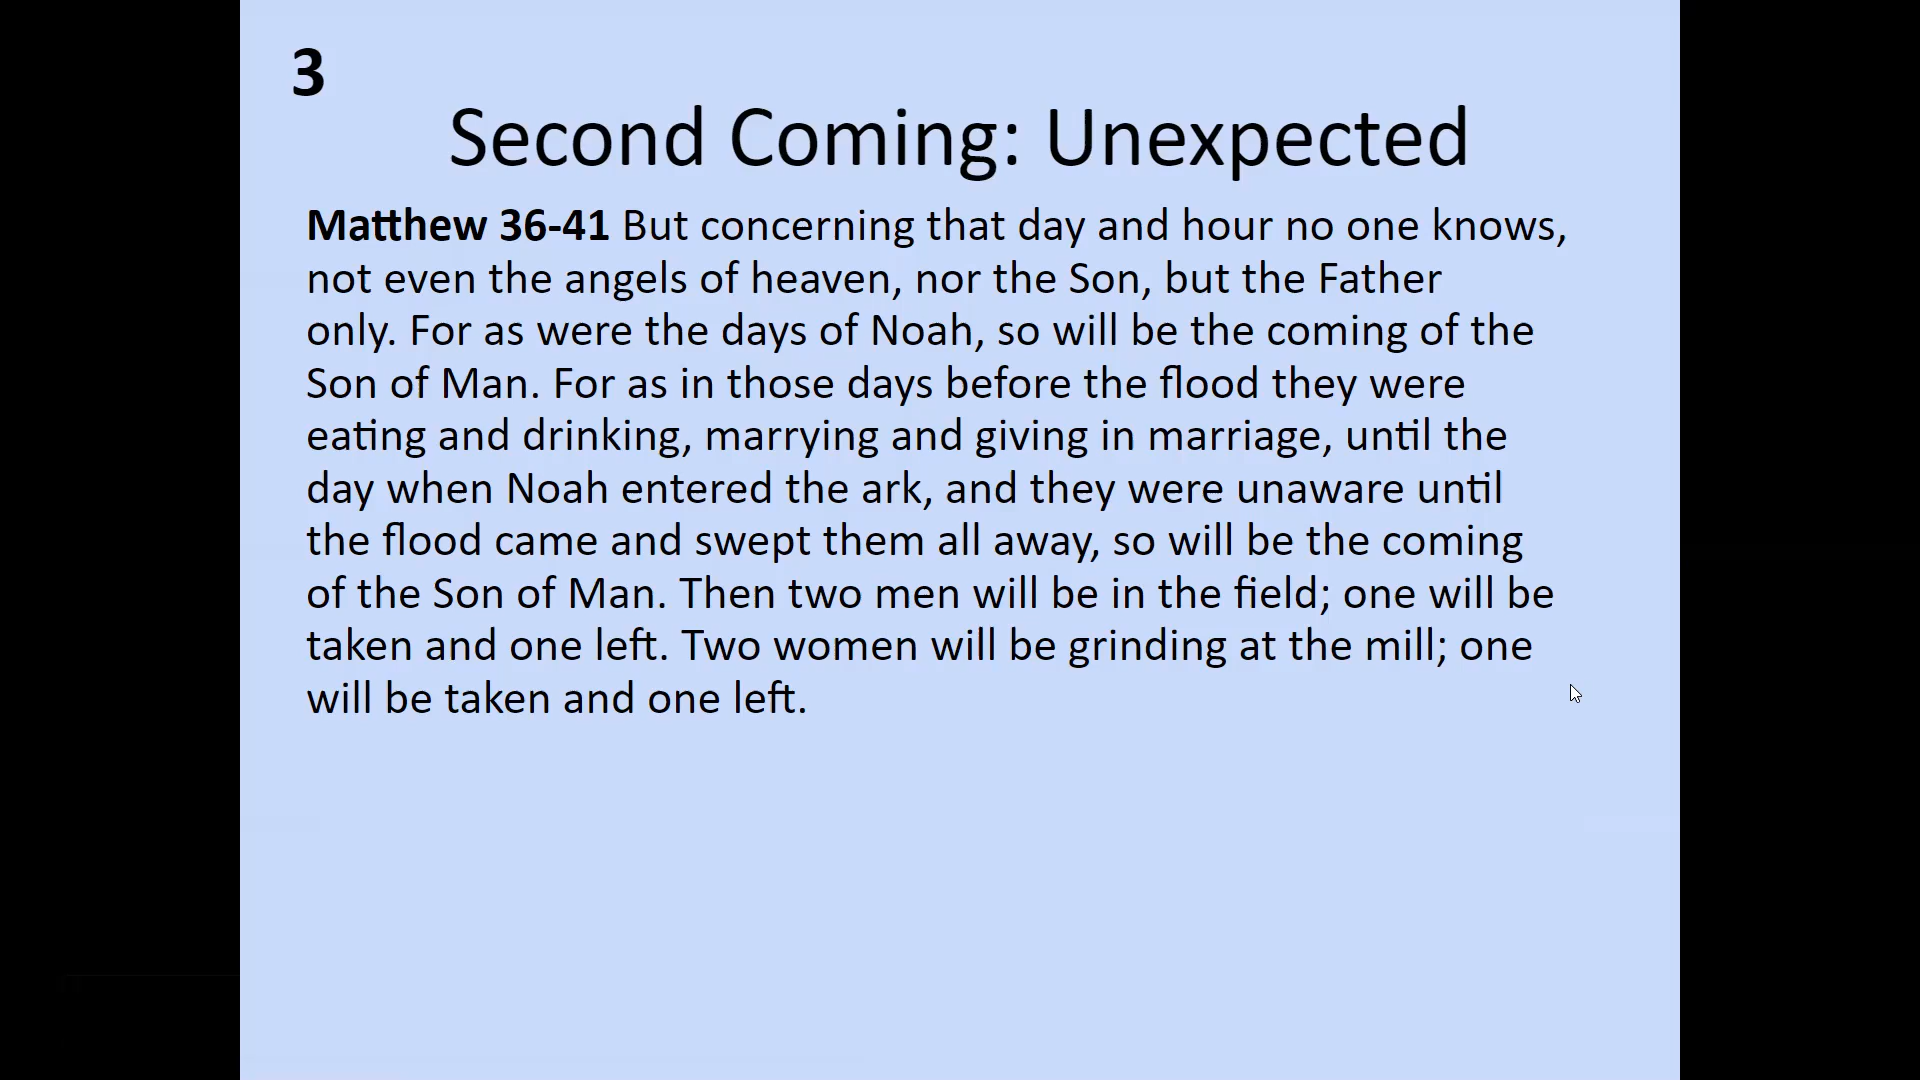 3
Second Coming: Unexpected
Matthew 36-41 But concerning that day and hour no one knows,
not even the angels of heaven, nor the Son, but the Father
only. For as were the days of Noah, so will be the coming of the
Son of Man. For as in those days before the flood they were
eating and drinking, marrying and giving in marriage, until the
day when Noah entered the ark, and they were unaware until
the flood came and swept them all away, so will be the coming
of the Son of Man. Then two men will be in the field; one will be
taken and one left. Two women will be grinding at the mill; one
will be taken and one left.